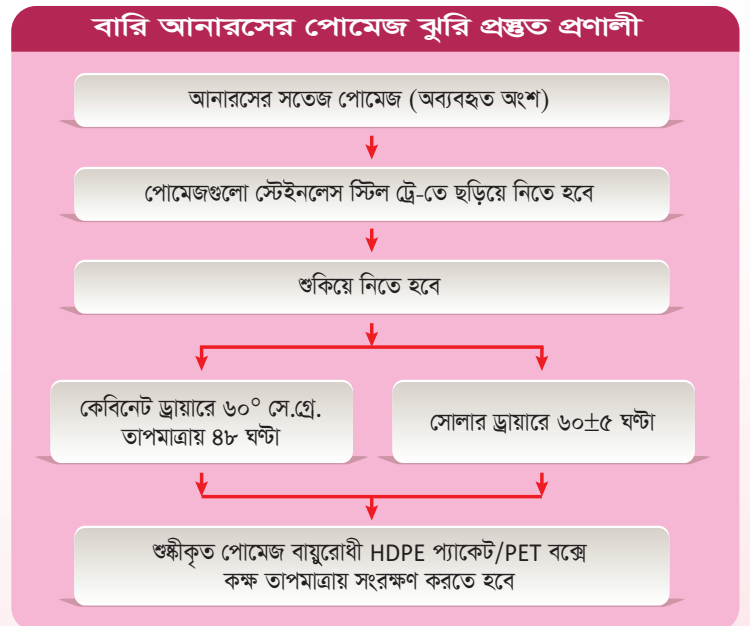 বারি আনারসের পোমেজ ঝুরি প্রস্তুত প্রণালী
আনারসের সতেজ পোমেজ (অব্যবহৃত অংশ)
পোমেজগুলো স্টেইনলেস স্টিল ট্রে-তে ছড়িয়ে নিতে হবে
শুকিয়ে নিতে হবে
কেবিনেট ড্রায়ারে ৬০° সে.গ্রে.
তাপমাত্রায় ৪৮ ঘণ্টা
সোলার ড্রায়ারে ৬০±৫ ঘণ্টা
শুষ্কীকৃত পোমেজ বায়ুরোধী HDPE প্যাকেট/PET বক্সে
কক্ষ তাপমাত্রায় সংরক্ষণ করতে হবে